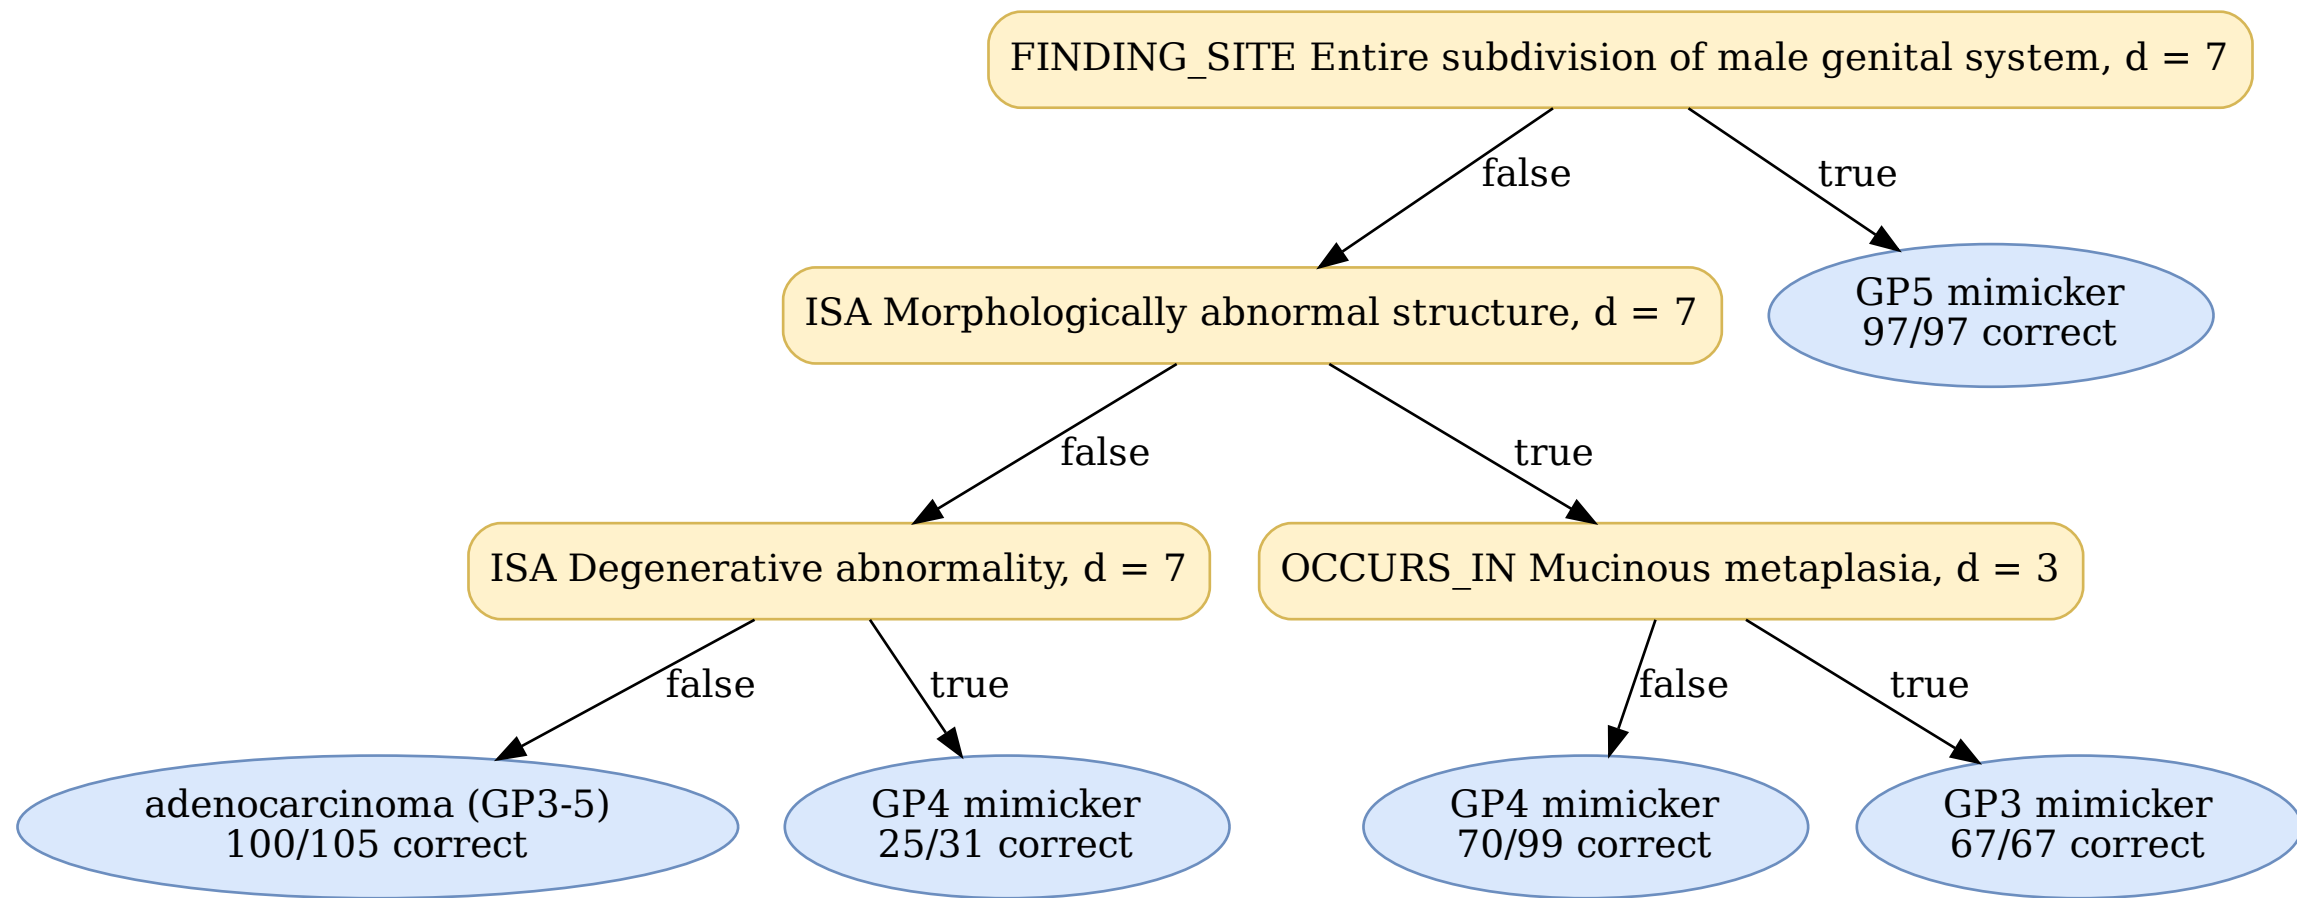 FINDING_SITE Entire subdivision of male genital system, d = 7
false
true
ISA Morphologically abnormal structure, d = 7
GP5 mimicker
97/97 correct
false
true
ISA Degenerative abnormality, d = 7
OCCURS_IN Mucinous metaplasia, d = 3
false
true
false
true
adenocarcinoma (GP3-5)
100/105 correct
GP4 mimicker
25/31 correct
GP4 mimicker
70/99 correct
GP3 mimicker
67/67 correct